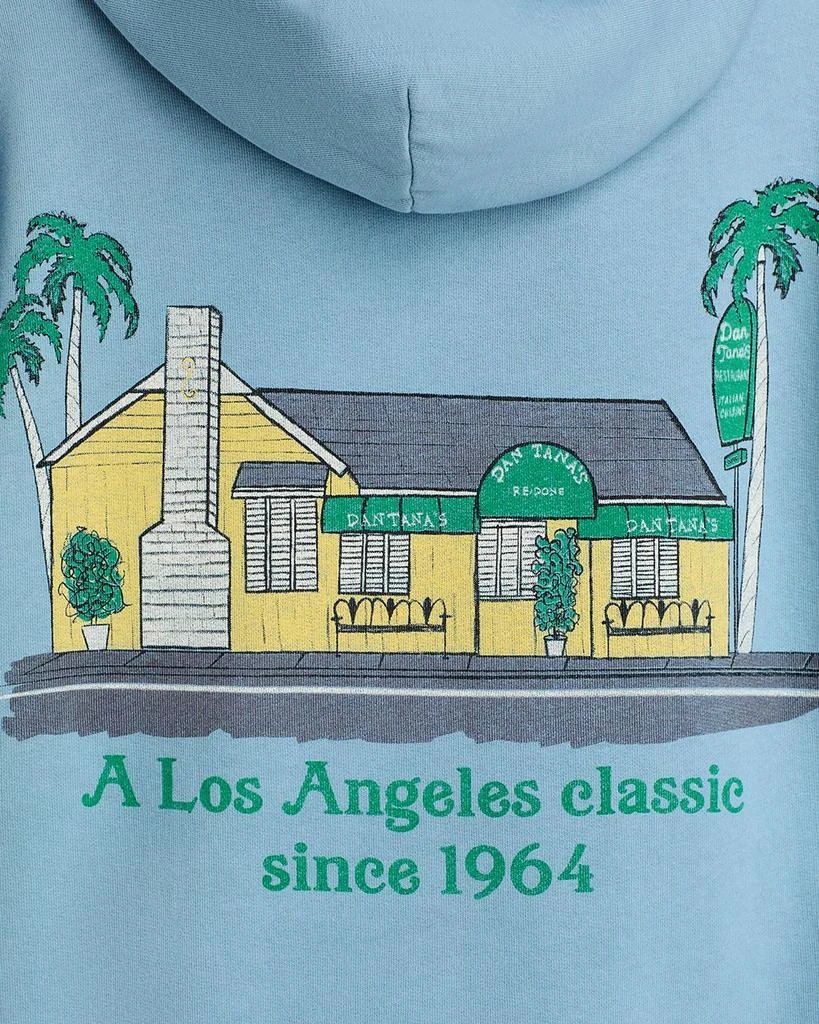 Dan
Tana's
RESTAURANT
ITALIAN
CUISINE
DAN TANA'S
RE/DONE
DAN TANA'S
DAN TANA'S
A Los Angeles classic
since 1964